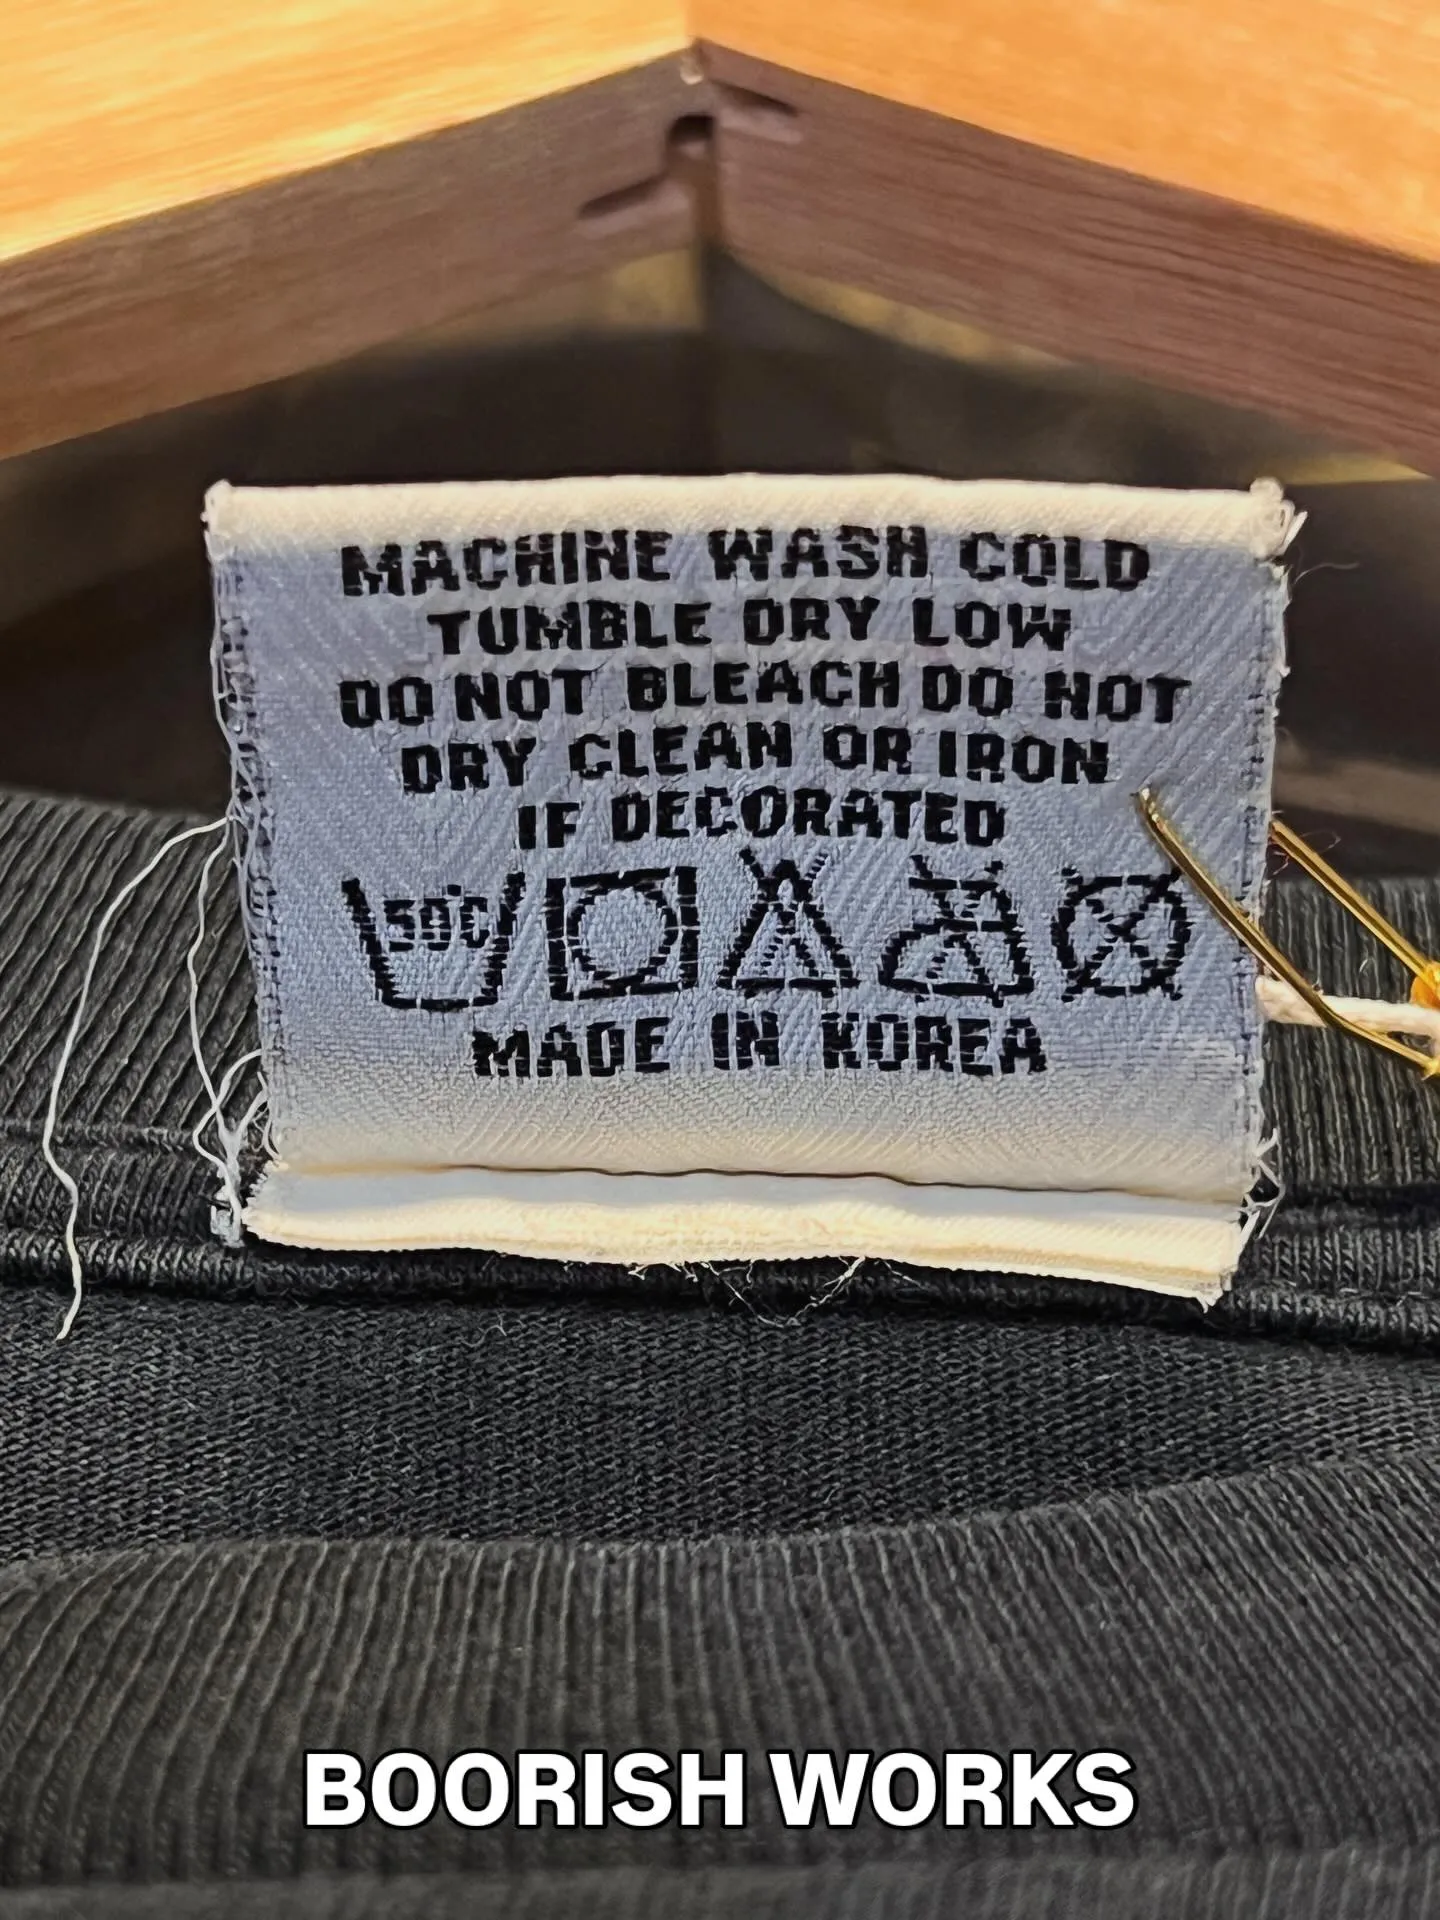 MACHINE WASH COLD
TUMBLE DRY LOW
DO NOT BLEACH DO NOT
DRY CLEAN OR IRON
IF DECORATED
50°C
MADE IN KOREA
BOORISH WORKS